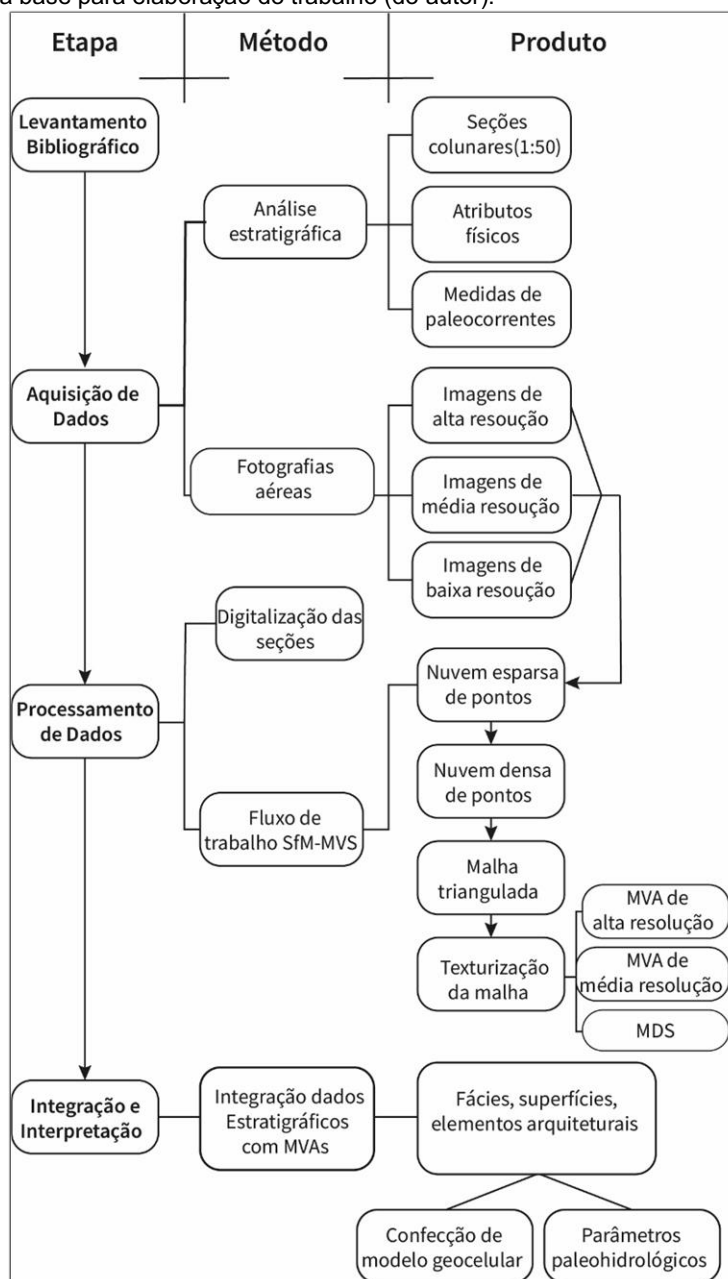 a base para elaboração do trabalho (do autor).
Etapa
Método
Produto
Levantamento
Bibliográfico
Seções
colunares(1:50)
Análise
estratigráfica
Atributos
físicos
Medidas de
paleocorrentes
Aquisição de
Dados
Imagens de
alta resoução
Fotografias
aéreas
Imagens de
média resoução
Imagens de
baixa resoução
Digitalização das
seções
Processamento
de Dados
Nuvem esparsa
de pontos
Nuvem densa
de pontos
Fluxo de
trabalho SfM-MVS
Malha
triangulada
Texturização
da malha
MVA de
alta resolução
MVA de
média resolução
MDS
Integração e
Interpretação
Integração dados
Estratigráficos
com MVAs
Fácies, superfícies,
elementos arquiteturais
Confecção de
modelo geocelular
Parâmetros
paleohidrológicos